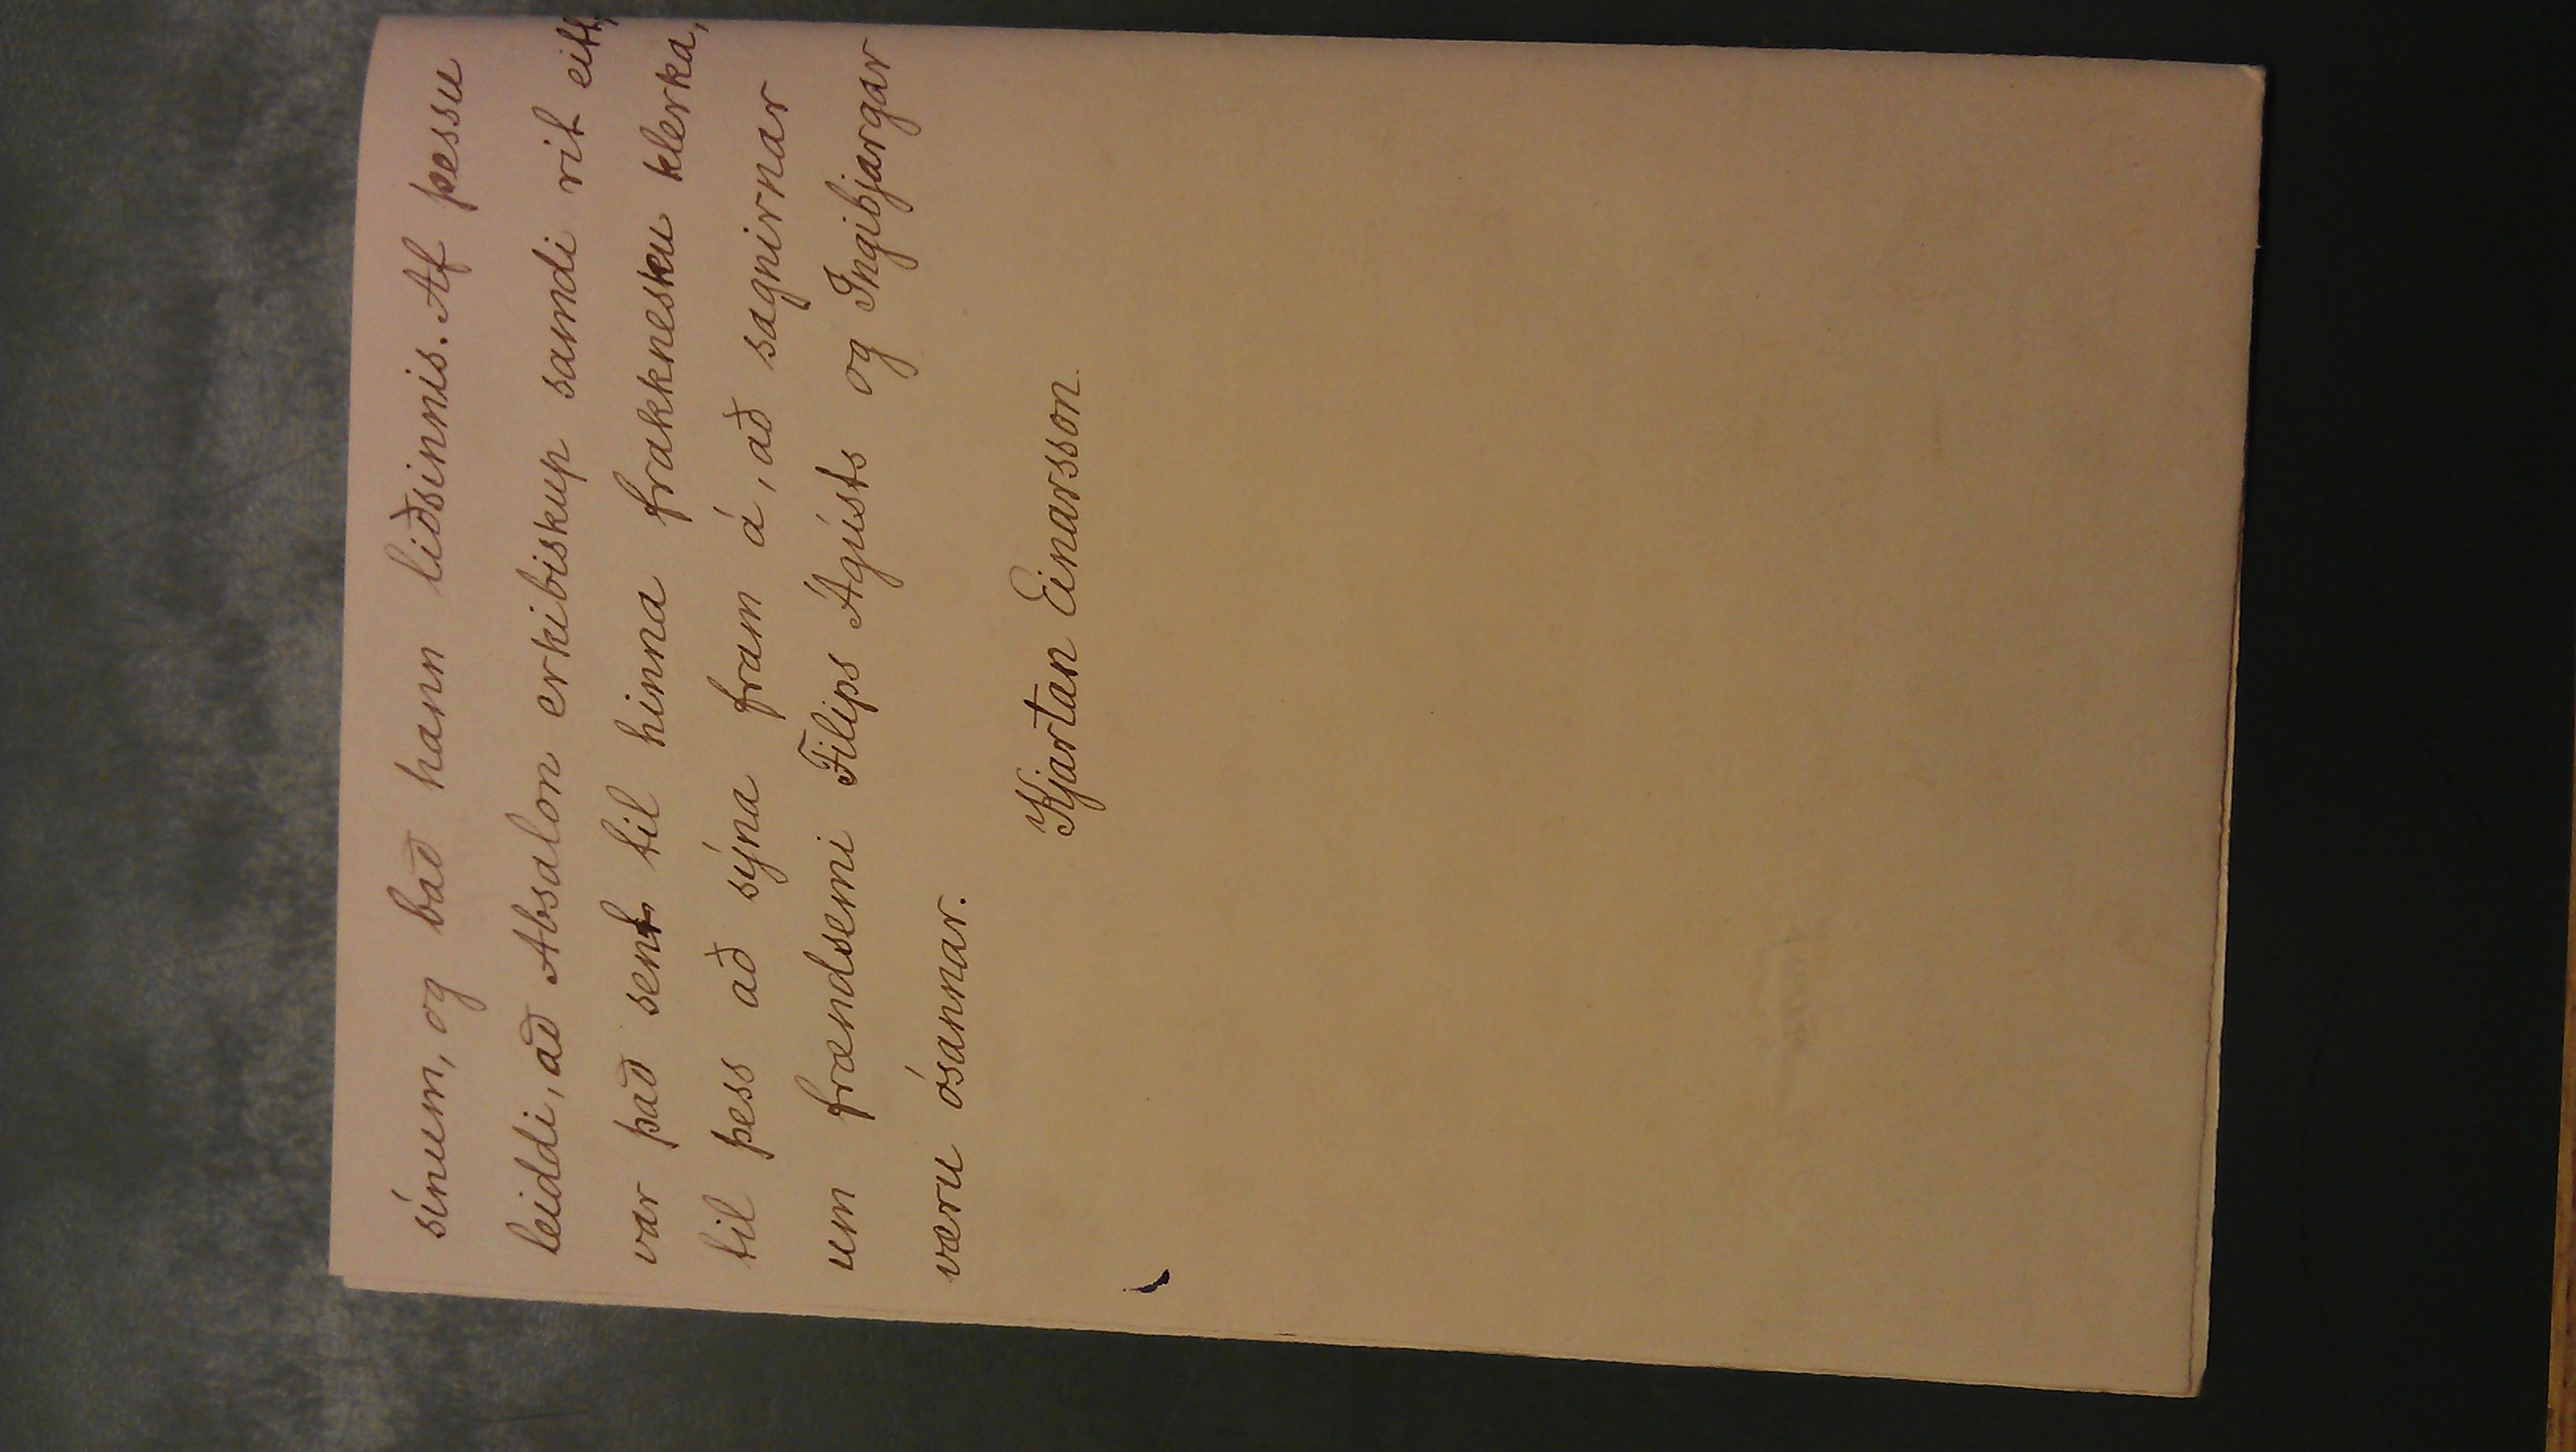 sínum, og bað hann liðsinnis. Af þessu
leiddi, að Absalon erkibiskup samdi rit eitt,
var það sent til hinna frakknesku klerka,
til þess að sýna fram á, að sagnirnar
um frændsemi Filips Ágústs og Ingibjargar
væru ósannar.
Kjartan Einarsson.